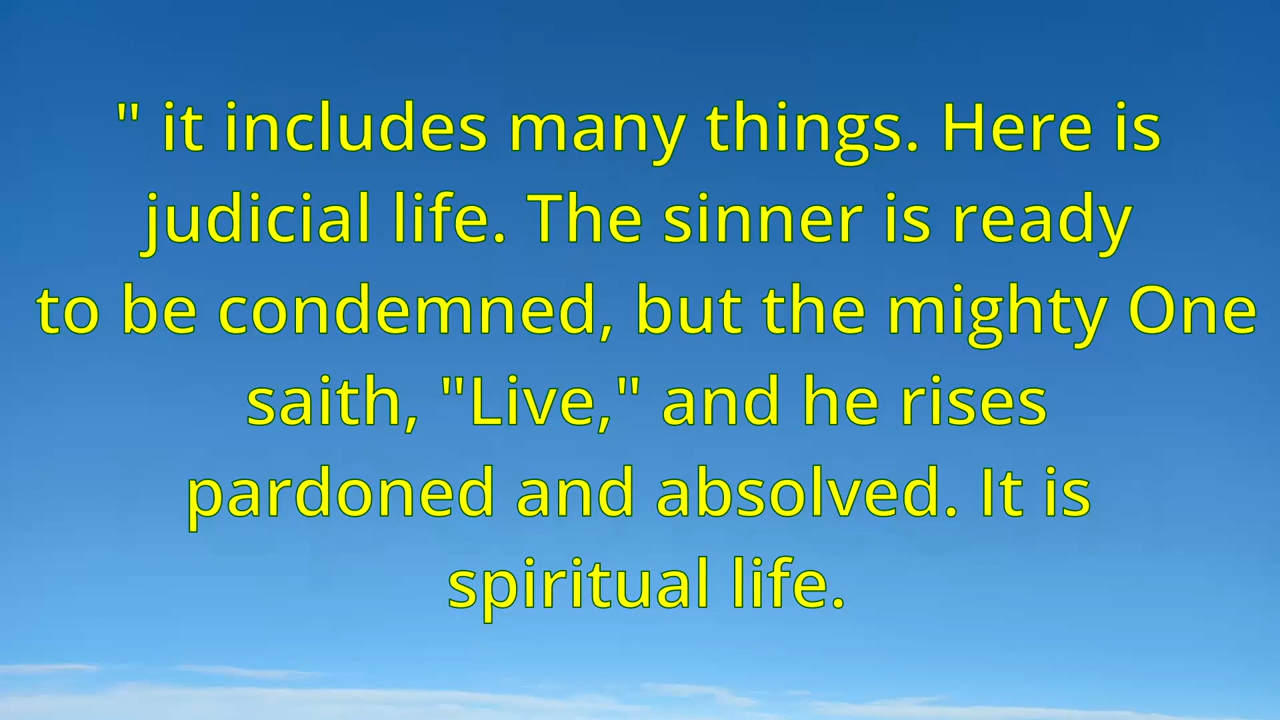 " it includes many things. Here is
judicial life. The sinner is ready
to be condemned, but the mighty One
saith, "Live," and he rises
pardoned and absolved. It is
spiritual life.